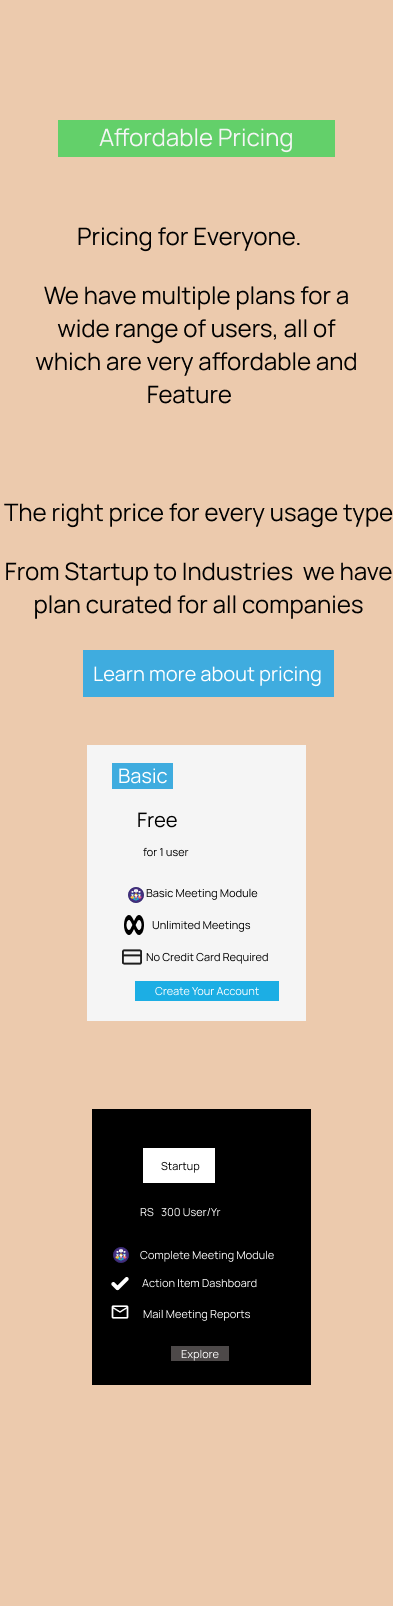 Affordable Pricing
Pricing for Everyone.
We have multiple plans for a
wide range of users, all of
which are very affordable and
Feature
The right price for every usage type
From Startup to Industries  we have
plan curated for all companies
Learn more about pricing
Basic
Free
for 1 user
Basic Meeting Module
Unlimited Meetings
No Credit Card Required
Create Your Account
Startup
RS  300 User/Yr
Complete Meeting Module
Action Item Dashboard
Mail Meeting Reports
Explore